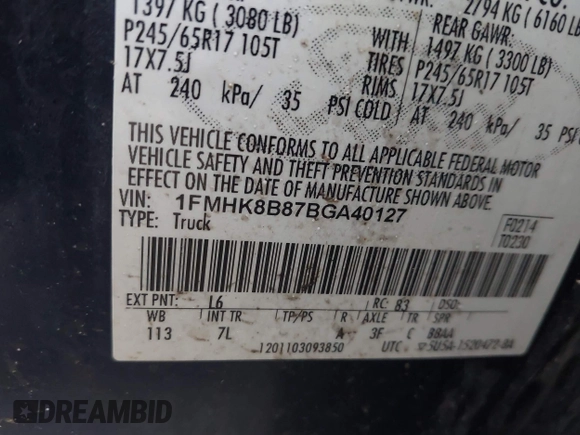 CO.
1397 KG ( 3080 LB)
2794 KG ( 6160 LB
P245/65R17 105T
17X7.5J
AT 240 kPa/ 35 PSI COLD
TIRES
RIMS
REAR GAWR:
1497 KG ( 3300 LB)
P245/65R17 105T
17X7.5J
AT 240 kPa/ 35 PSI CO
THIS VEHICLE CONFORMS TO ALL APPLICABLE FEDERAL MOTOR
VEHICLE SAFETY AND THEFT PREVENTION STANDARDS IN
EFFECT ON THE DATE OF MANUFACTURE SHOWN ABOVE.
VIN: 1FMHK8B87BGA40127
TYPE: Truck
F0214
T0230
EXT PNT: L6 RC: 83 DSO:
WB INT TR TP/PS R AXLE TR SPR
113 7L A 3F C BBAA
1201103093850 UTC
DREAMBID